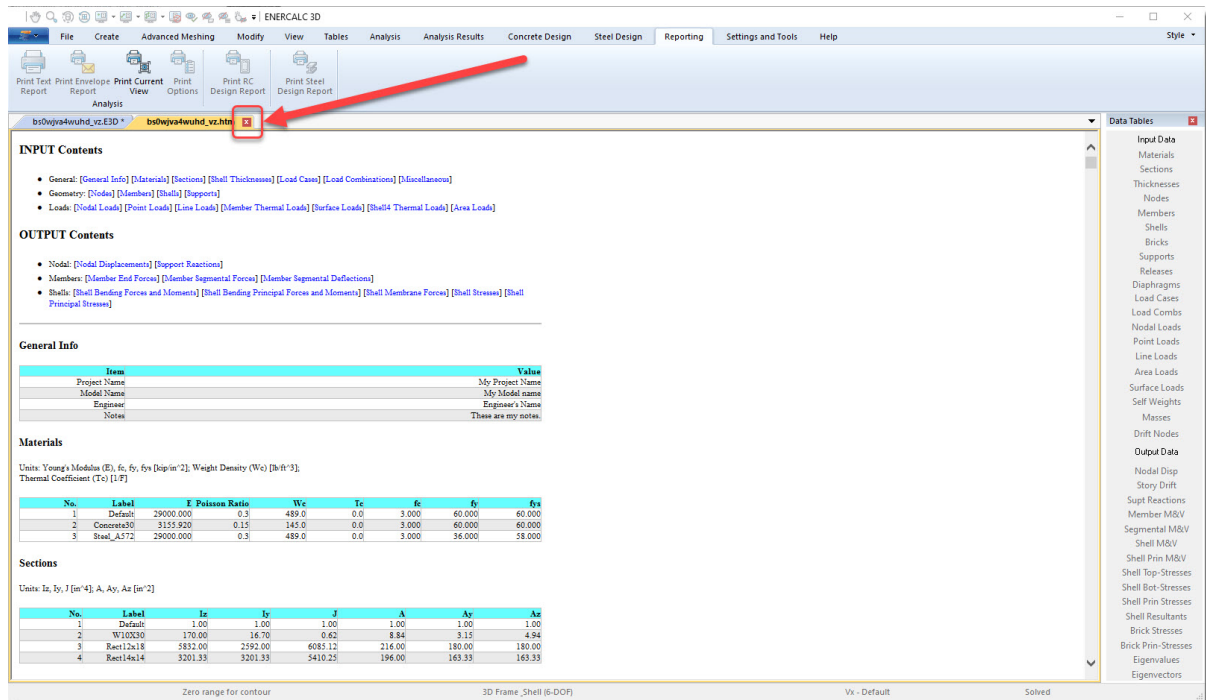 ENERCALC 3D
File Create Advanced Meshing Modify View Tables Analysis Analysis Results Concrete Design Steel Design Reporting Settings and Tools Help Style
Print Text Report
Print Envelope Report
Print Current View
Print Options
Print RC Design Report
Print Steel Design Report
Analysis
bs0wjva4wuhd_vz.E3D * bs0wjva4wuhd_vz.htm
INPUT Contents
General: [General Info] [Materials] [Sections] [Shell Thicknesses] [Load Cases] [Load Combinations] [Miscellaneous]
Geometry: [Nodes] [Members] [Shells] [Supports]
Loads: [Nodal Loads] [Point Loads] [Line Loads] [Member Thermal Loads] [Surface Loads] [Shell4 Thermal Loads] [Area Loads]
OUTPUT Contents
Nodal: [Nodal Displacements] [Support Reactions]
Members: [Member End Forces] [Member Segmental Forces] [Member Segmental Deflections]
Shells: [Shell Bending Forces and Moments] [Shell Bending Principal Forces and Moments] [Shell Membrane Forces] [Shell Stresses] [Shell
Principal Stresses]
General Info
Item Value
Project Name My Project Name
Model Name My Model name
Engineer Engineer's Name
Notes These are my notes.
Materials
Units: Young's Modulus (E), fc, fy, fys [kip/in^2]; Weight Density (Wc) [lb/ft^3];
Thermal Coefficient (Tc) [1/F]
No. Label E Poisson Ratio Wc Tc fc fy fys
1 Default 29000.000 0.3 489.0 0.0 3.000 60.000 60.000
2 Concrete30 3155.920 0.15 145.0 0.0 3.000 60.000 60.000
3 Steel_A572 29000.000 0.3 489.0 0.0 3.000 36.000 58.000
Sections
Units: Iz, Iy, J [in^4]; A, Ay, Az [in^2]
No. Label Iz Iy J A Ay Az
1 Default 1.00 1.00 1.00 1.00 1.00 1.00
2 W10X30 170.00 16.70 0.62 8.84 3.15 4.94
3 Rect12x18 5832.00 2592.00 6085.12 216.00 180.00 180.00
4 Rect14x14 3201.33 3201.33 5410.25 196.00 163.33 163.33
Data Tables
Input Data
Materials
Sections
Thicknesses
Nodes
Members
Shells
Bricks
Supports
Releases
Diaphragms
Load Cases
Load Combs
Nodal Loads
Point Loads
Line Loads
Area Loads
Surface Loads
Self Weights
Masses
Drift Nodes
Output Data
Nodal Disp
Story Drift
Supt Reactions
Member M&V
Segmental M&V
Shell M&V
Shell Prin M&V
Shell Top-Stresses
Shell Bot-Stresses
Shell Prin Stresses
Shell Resultants
Brick Stresses
Brick Prin-Stresses
Eigenvalues
Eigenvectors
Zero range for contour 3D Frame_Shell (6-DOF) Vx - Default Solved